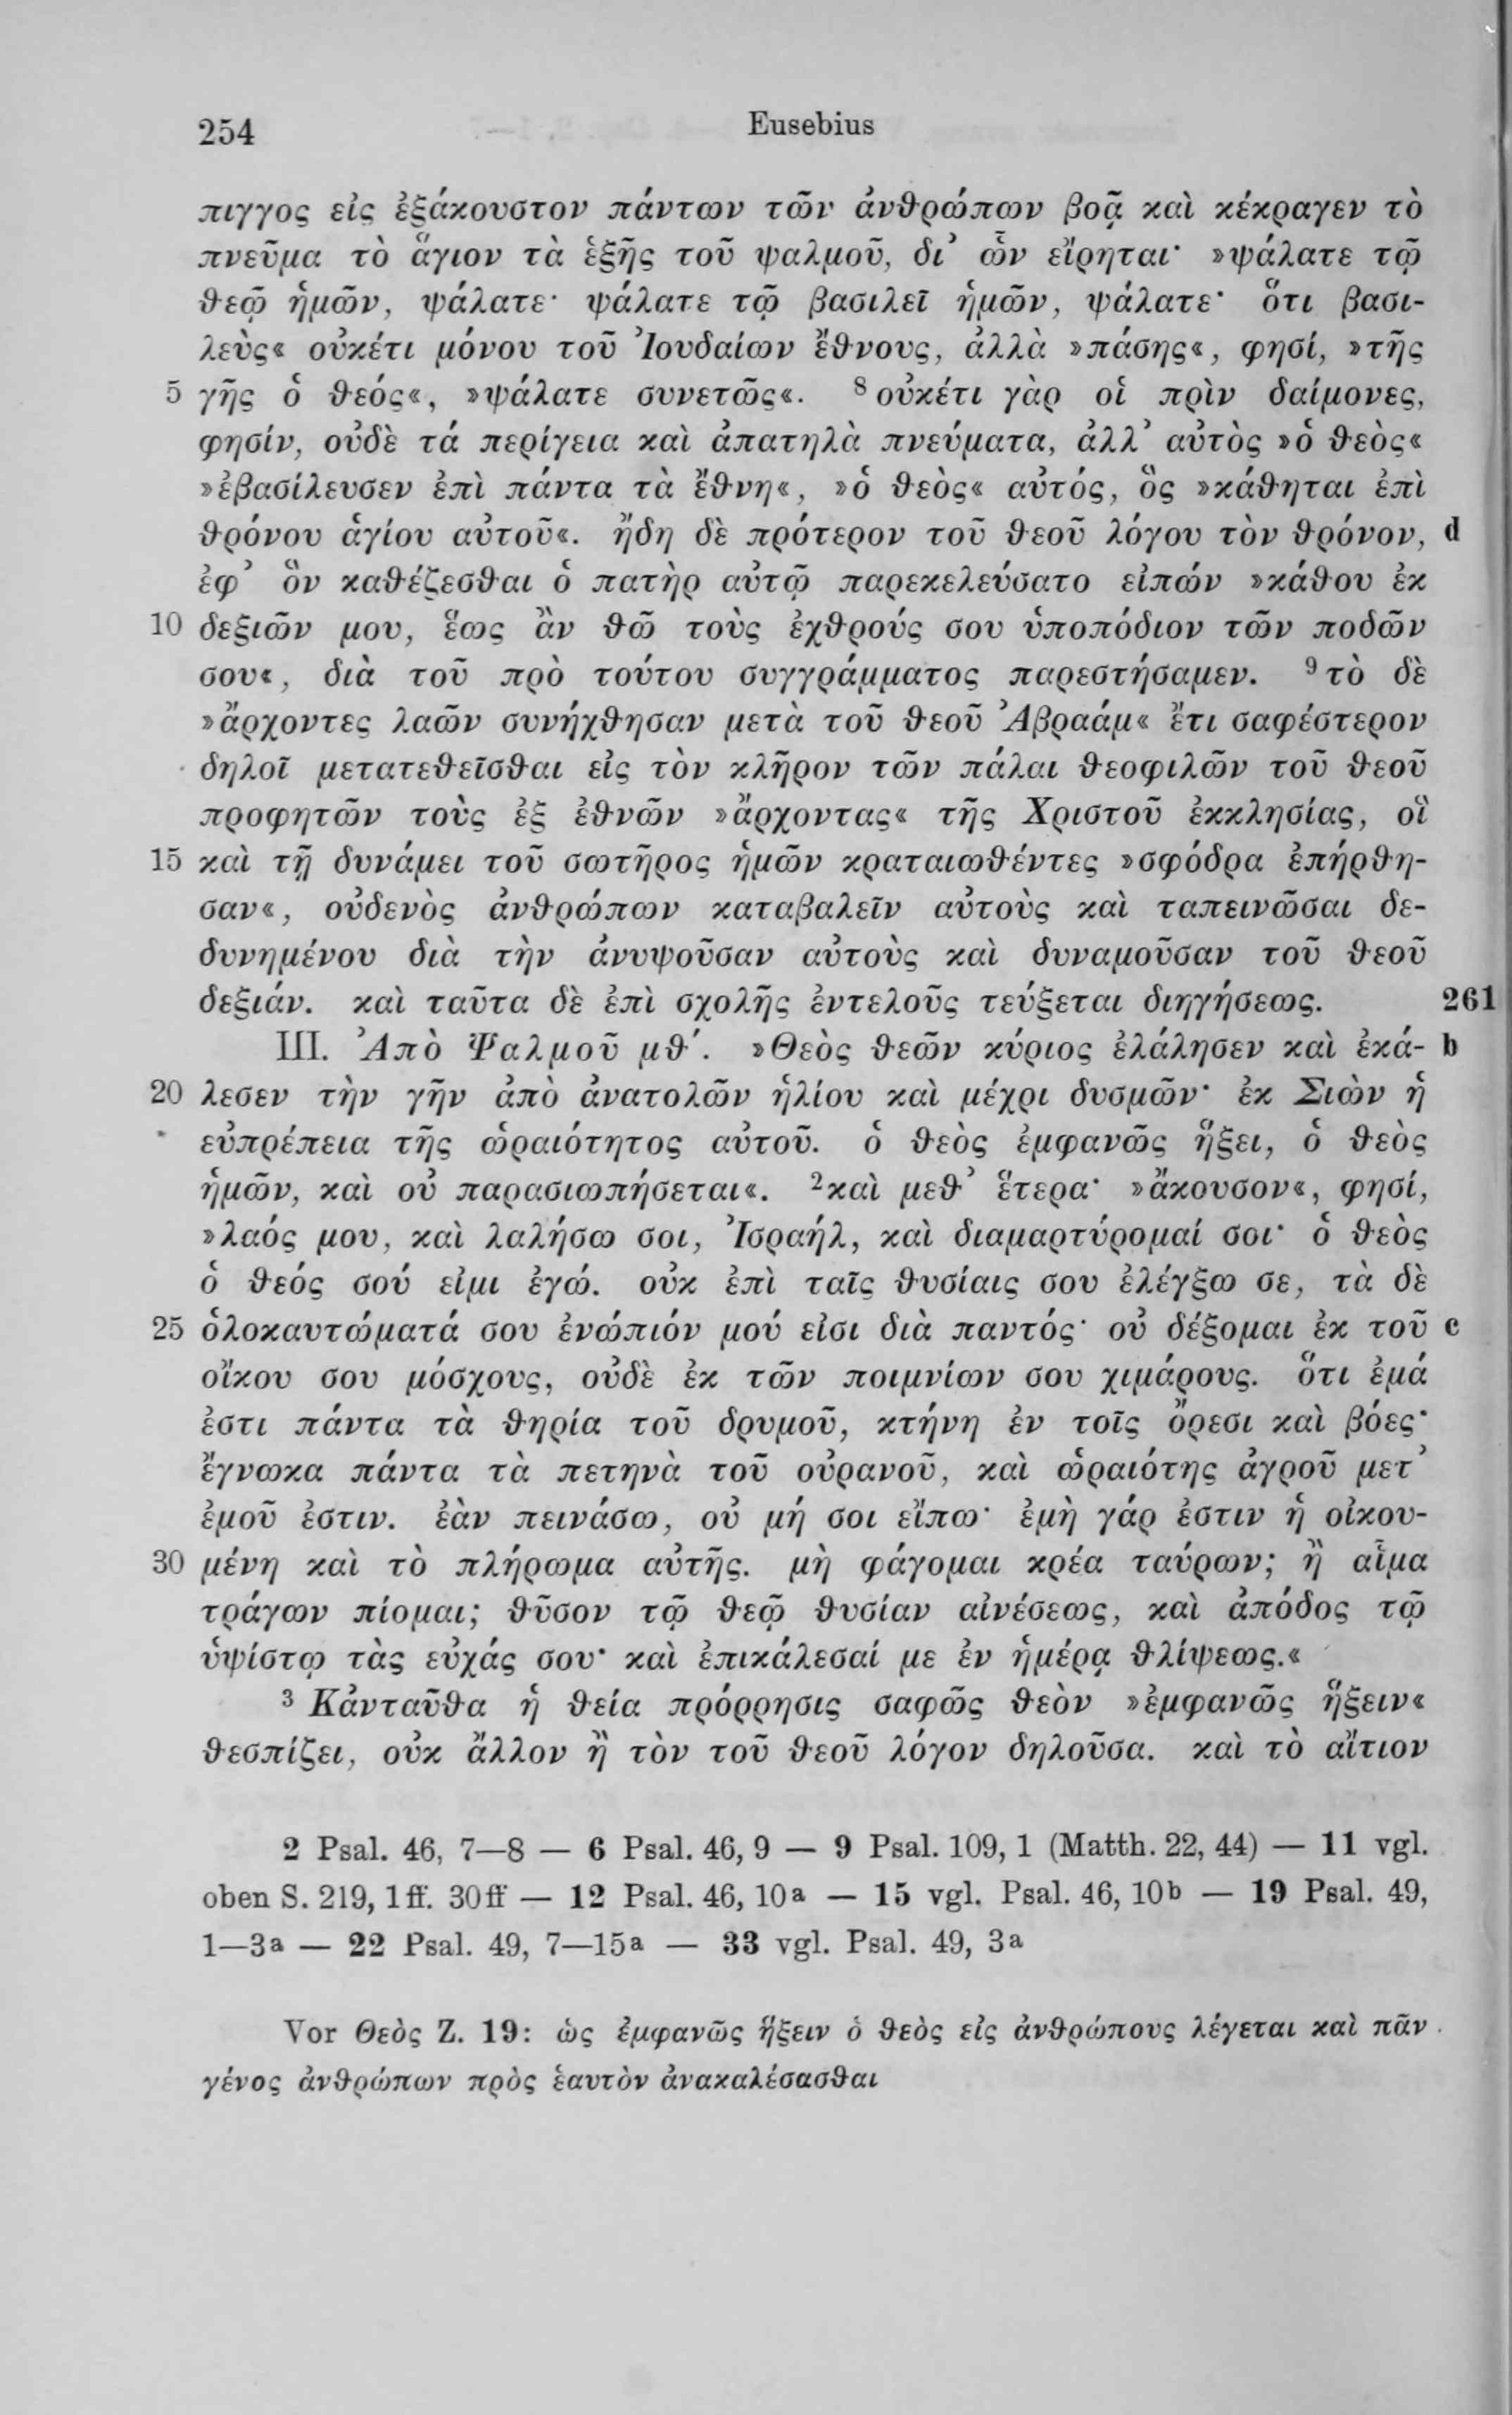 254
Eusebius
πιγγος εἰς ἐξάκουστον πάντων τῶν ἀνθρώπων βοᾷ καὶ κέκραγεν τὸ
πνεῦμα τὸ ἅγιον τὰ ἑξῆς τοῦ ψαλμοῦ, δι' ὧν εἴρηται· »ψάλατε τῷ
θεῷ ἡμῶν, ψάλατε· ψάλατε τῷ βασιλεῖ ἡμῶν, ψάλατε· ὅτι βασι-
λεὺς« οὐκέτι μόνου τοῦ Ἰουδαίων ἔθνους, ἀλλὰ »πάσης«, φησί, »τῆς
5 γῆς ὁ θεός«, »ψάλατε συνετῶς«. ⁸ οὐκέτι γὰρ οἱ πρὶν δαίμονες,
φησίν, οὐδὲ τά περίγεια καὶ ἀπατηλὰ πνεύματα, ἀλλ' αὐτὸς »ὁ θεὸς«
»ἐβασίλευσεν ἐπὶ πάντα τὰ ἔθνη«, »ὁ θεὸς« αὐτός, ὃς »κάθηται ἐπὶ
θρόνου ἁγίου αὐτοῦ«. ἤδη δὲ πρότερον τοῦ θεοῦ λόγου τὸν θρόνον, d
ἐφ' ὃν καθέζεσθαι ὁ πατὴρ αὐτῷ παρεκελεύσατο εἰπών »κάθου ἐκ
10 δεξιῶν μου, ἕως ἂν θῶ τοὺς ἐχθρούς σου ὑποπόδιον τῶν ποδῶν
σου«, διὰ τοῦ πρὸ τούτου συγγράμματος παρεστήσαμεν. ⁹ τὸ δὲ
»ἄρχοντες λαῶν συνήχθησαν μετὰ τοῦ θεοῦ Ἀβραάμ« ἔτι σαφέστερον
δηλοῖ μετατεθεῖσθαι εἰς τὸν κλῆρον τῶν πάλαι θεοφιλῶν τοῦ θεοῦ
προφητῶν τοὺς ἐξ ἐθνῶν »ἄρχοντας« τῆς Χριστοῦ ἐκκλησίας, οἳ
15 καὶ τῇ δυνάμει τοῦ σωτῆρος ἡμῶν κραταιωθέντες »σφόδρα ἐπήρθη-
σαν«, οὐδενὸς ἀνθρώπων καταβαλεῖν αὐτοὺς καὶ ταπεινῶσαι δε-
δυνημένου διὰ τὴν ἀνυψοῦσαν αὐτοὺς καὶ δυναμοῦσαν τοῦ θεοῦ
δεξιάν. καὶ ταῦτα δὲ ἐπὶ σχολῆς ἐντελοῦς τεύξεται διηγήσεως. 261
III. Ἀπὸ Ψαλμοῦ μθ'. »Θεὸς θεῶν κύριος ἐλάλησεν καὶ ἐκά- b
20 λεσεν τὴν γῆν ἀπὸ ἀνατολῶν ἡλίου καὶ μέχρι δυσμῶν· ἐκ Σιὼν ἡ
εὐπρέπεια τῆς ὡραιότητος αὐτοῦ. ὁ θεὸς ἐμφανῶς ἥξει, ὁ θεὸς
ἡμῶν, καὶ οὐ παρασιωπήσεται«. ² καὶ μεθ' ἕτερα· »ἄκουσον«, φησί,
»λαός μου, καὶ λαλήσω σοι, Ἰσραήλ, καὶ διαμαρτύρομαί σοι· ὁ θεὸς
ὁ θεός σού εἰμι ἐγώ. οὐκ ἐπὶ ταῖς θυσίαις σου ἐλέγξω σε, τὰ δὲ
25 ὁλοκαυτώματά σου ἐνώπιόν μού εἰσι διὰ παντός· οὐ δέξομαι ἐκ τοῦ c
οἴκου σου μόσχους, οὐδὲ ἐκ τῶν ποιμνίων σου χιμάρους. ὅτι ἐμά
ἐστι πάντα τὰ θηρία τοῦ δρυμοῦ, κτήνη ἐν τοῖς ὄρεσι καὶ βόες·
ἔγνωκα πάντα τὰ πετηνὰ τοῦ οὐρανοῦ, καὶ ὡραιότης ἀγροῦ μετ'
ἐμοῦ ἐστιν. ἐὰν πεινάσω, οὐ μή σοι εἴπω· ἐμὴ γάρ ἐστιν ἡ οἰκου-
30 μένη καὶ τὸ πλήρωμα αὐτῆς. μὴ φάγομαι κρέα ταύρων; ἢ αἷμα
τράγων πίομαι; θῦσον τῷ θεῷ θυσίαν αἰνέσεως, καὶ ἀπόδος τῷ
ὑψίστῳ τὰς εὐχάς σου· καὶ ἐπικάλεσαί με ἐν ἡμέρᾳ θλίψεως.«
³ Κἀνταῦθα ἡ θεία πρόρρησις σαφῶς θεὸν »ἐμφανῶς ἥξειν«
θεσπίζει, οὐκ ἄλλον ἢ τὸν τοῦ θεοῦ λόγον δηλοῦσα. καὶ τὸ αἴτιον
2 Psal. 46, 7—8 — 6 Psal. 46, 9 — 9 Psal. 109, 1 (Matth. 22, 44) — 11 vgl.
oben S. 219, 1 ff. 30 ff — 12 Psal. 46, 10a — 15 vgl. Psal. 46, 10b — 19 Psal. 49,
1—3a — 22 Psal. 49, 7—15a — 33 vgl. Psal. 49, 3a
Vor Θεὸς Z. 19: ὡς ἐμφανῶς ἥξειν ὁ θεὸς εἰς ἀνθρώπους λέγεται καὶ πᾶν
γένος ἀνθρώπων πρὸς ἑαυτὸν ἀνακαλέσασθαι